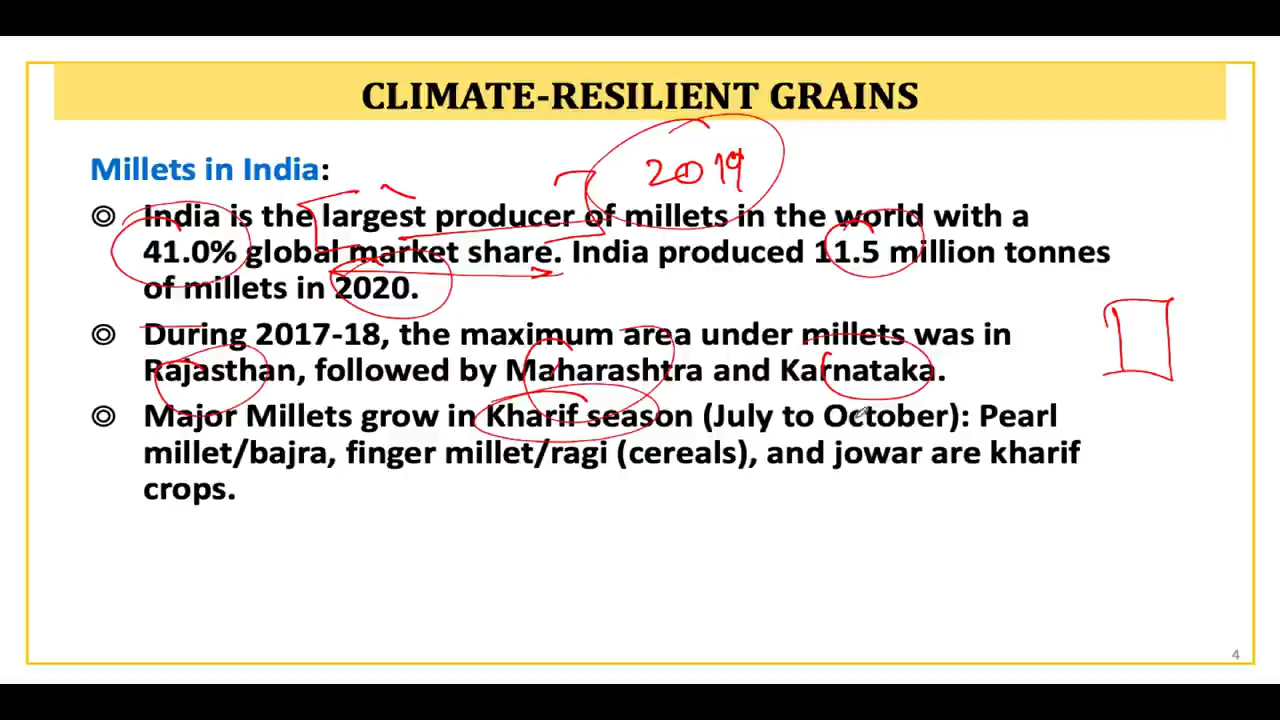 CLIMATE-RESILIENT GRAINS
2019
Millets in India:
◎ India is the largest producer of millets in the world with a
41.0% global market share. India produced 11.5 million tonnes
of millets in 2020.
◎ During 2017-18, the maximum area under millets was in
Rajasthan, followed by Maharashtra and Karnataka.
◎ Major Millets grow in Kharif season (July to October): Pearl
millet/bajra, finger millet/ragi (cereals), and jowar are kharif
crops.
4